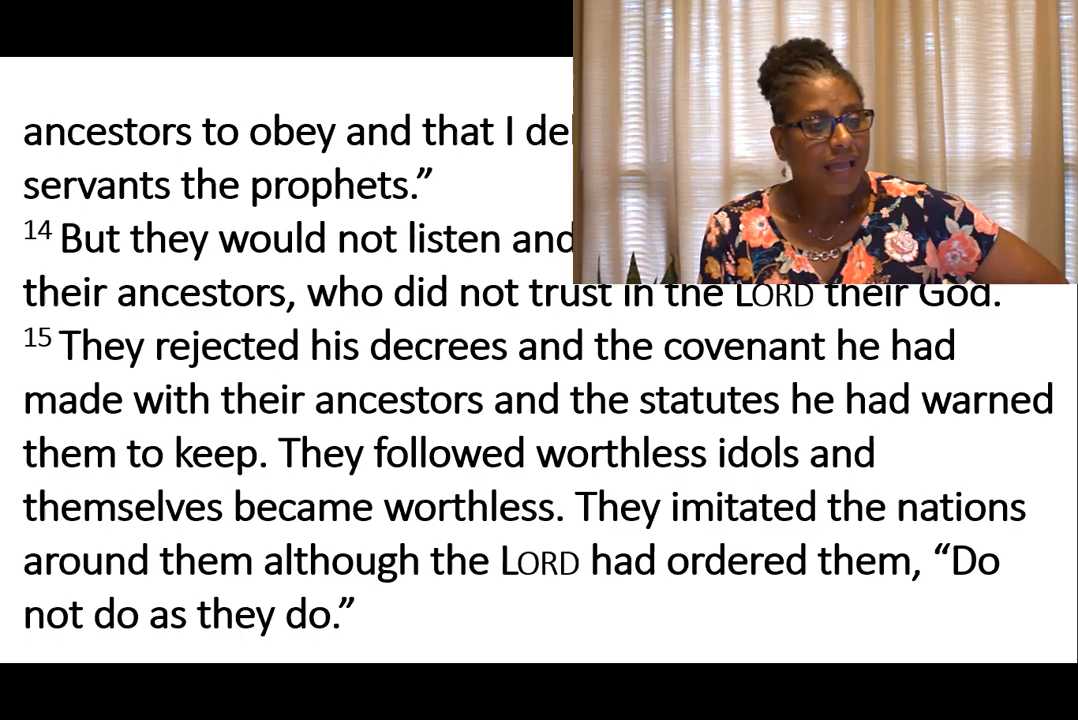 ancestors to obey and that I
servants the prophets.”
14 But they would not listen and
their ancestors, who did not trust in the LORD their God.
15 They rejected his decrees and the covenant he had
made with their ancestors and the statutes he had warned
them to keep. They followed worthless idols and
themselves became worthless. They imitated the nations
around them although the LORD had ordered them, “Do
not do as they do.”